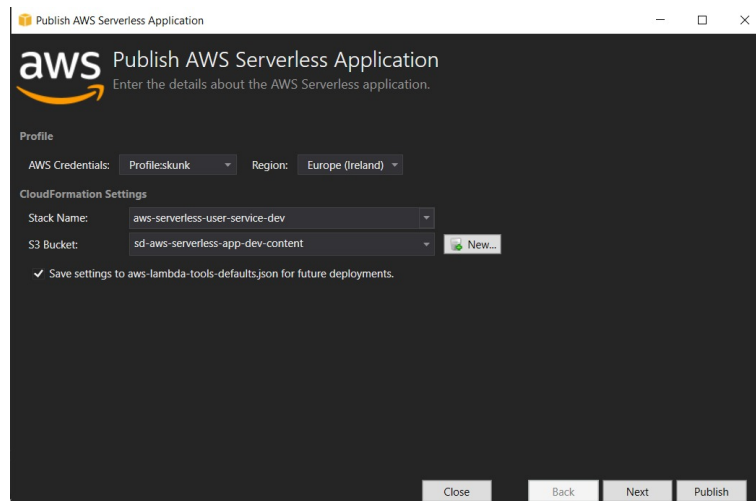 Publish AWS Serverless Application
aws
Publish AWS Serverless Application
Enter the details about the AWS Serverless application.
Profile
AWS Credentials: Profile:skunk Region: Europe (Ireland)
CloudFormation Settings
Stack Name: aws-serverless-user-service-dev
S3 Bucket: sd-aws-serverless-app-dev-content New...
Save settings to aws-lambda-tools-defaults.json for future deployments.
Close Back Next Publish